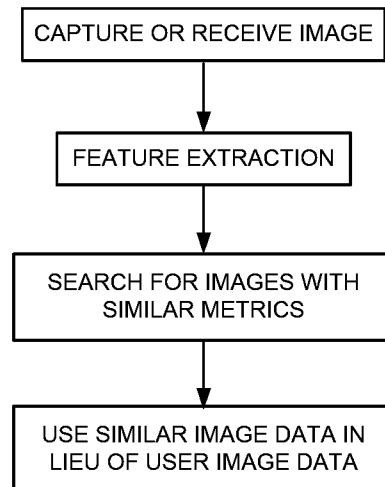 CAPTURE OR RECEIVE IMAGE
FEATURE EXTRACTION
SEARCH FOR IMAGES WITH
SIMILAR METRICS
USE SIMILAR IMAGE DATA IN
LIEU OF USER IMAGE DATA